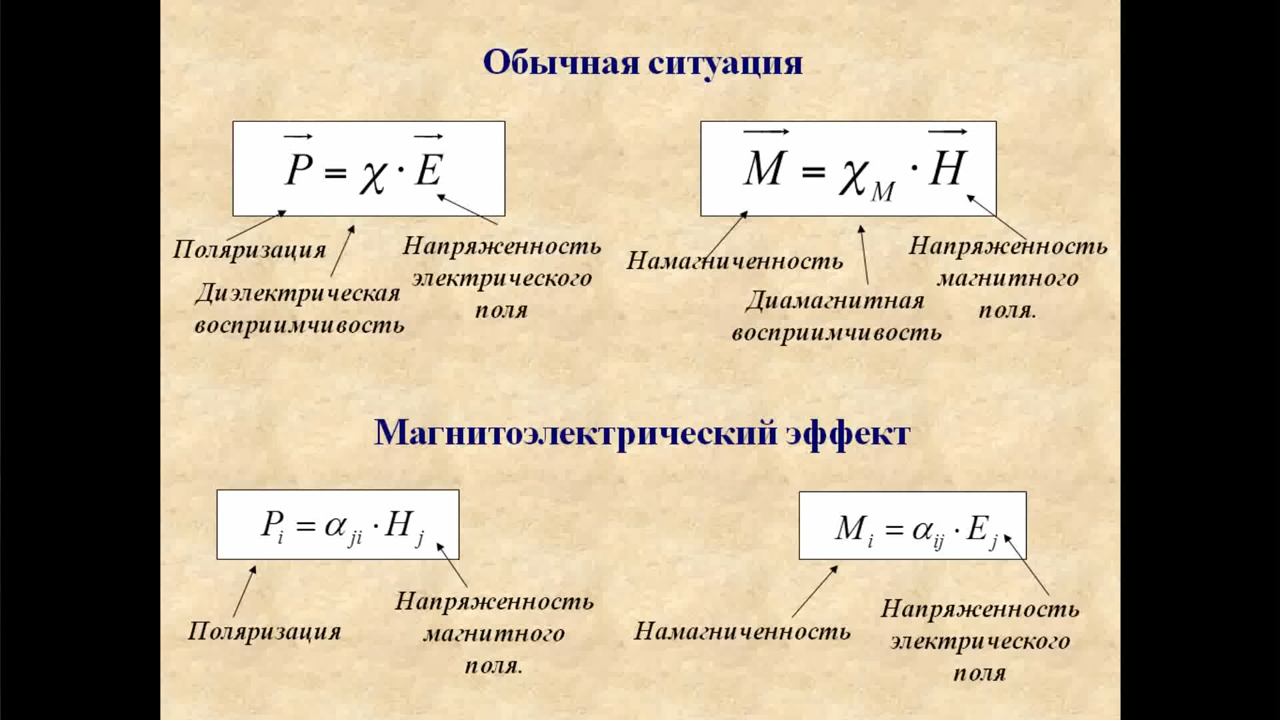 Обычная ситуация
P = χ · E
M = χM · H
Поляризация
Диэлектрическая
восприимчивость
Напряженность
электрического
поля
Намагниченность
Диамагнитная
восприимчивость
Напряженность
магнитного
поля.
Магнитоэлектрический эффект
Pi = αji · Hj
Mi = αij · Ej
Поляризация
Напряженность
магнитного
поля.
Намагниченность
Напряженность
электрического
поля